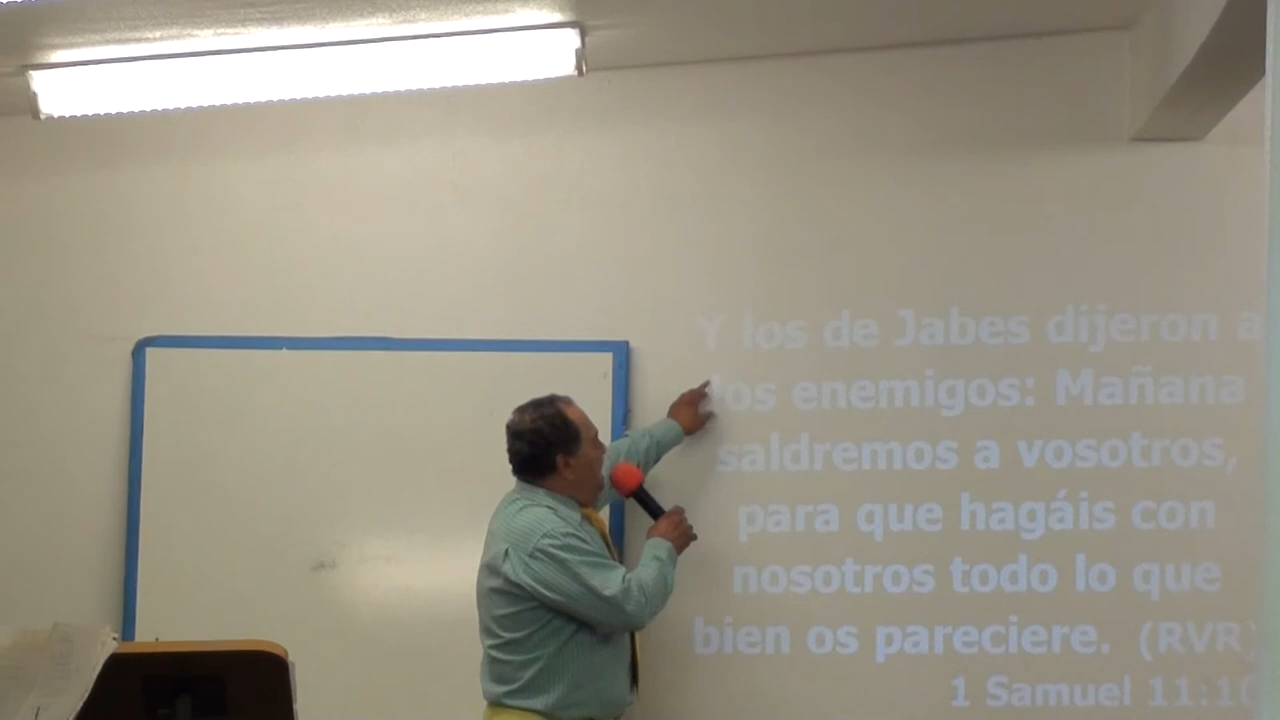 Y los de Jabes dijeron a
los enemigos: Mañana
saldremos a vosotros,
para que hagáis con
nosotros todo lo que
bien os pareciere. (RVR)
1 Samuel 11:10